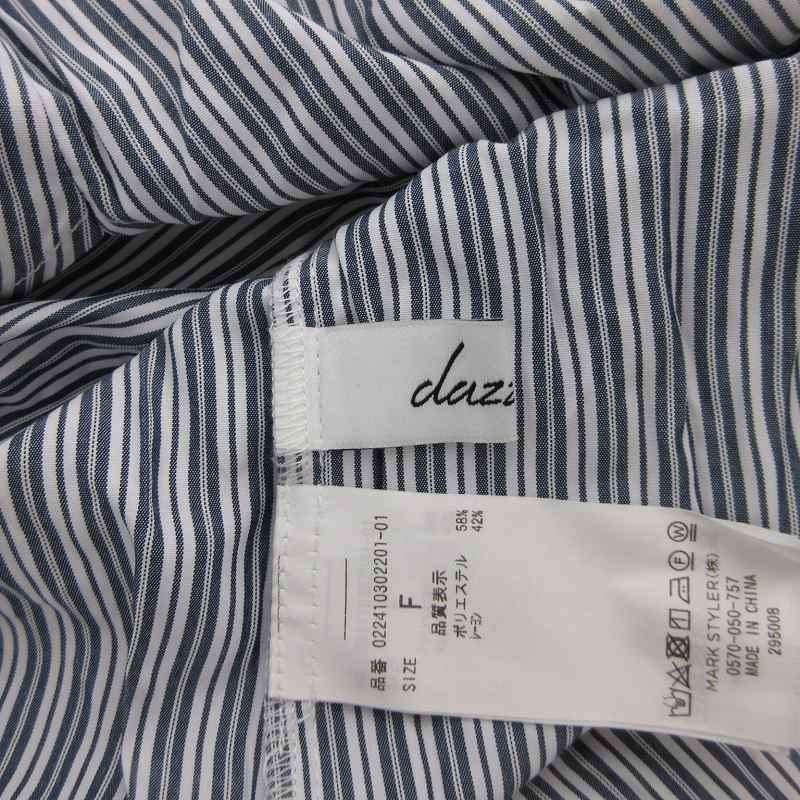 dazz
品番 022410302201-01
SIZE F
品質表示
ポリエステル 58%
レーヨン 42%
MARK STYLER(株)
0570-050-757
MADE IN CHINA
295008